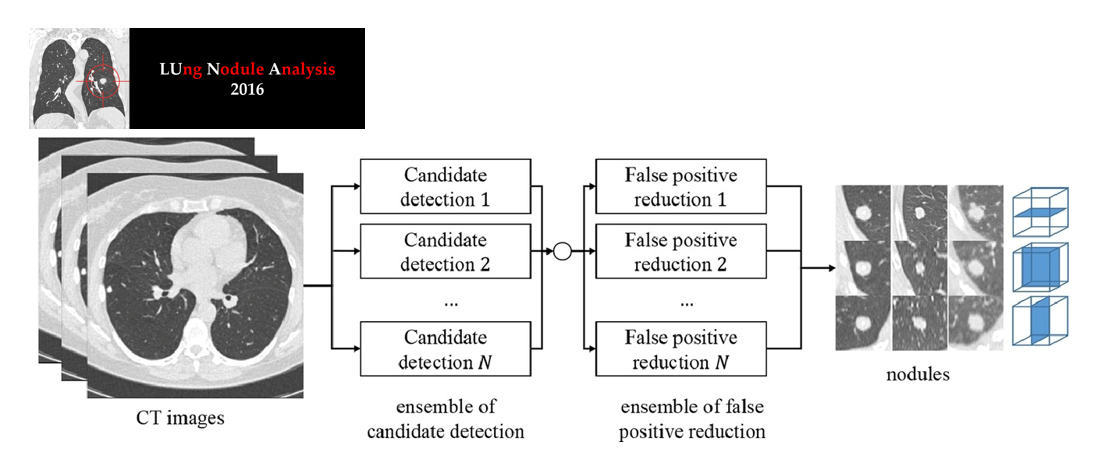 LUng Nodule Analysis
2016
Candidate
detection 1
Candidate
detection 2
...
Candidate
detection N
False positive
reduction 1
False positive
reduction 2
...
False positive
reduction N
nodules
CT images
ensemble of
candidate detection
ensemble of false
positive reduction